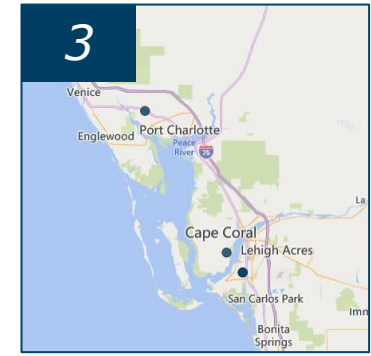 3
Venice
Englewood
Port Charlotte
Peace
River
75
Cape Coral
La
Lehigh Acres
San Carlos Park
Imm
Bonita
Springs